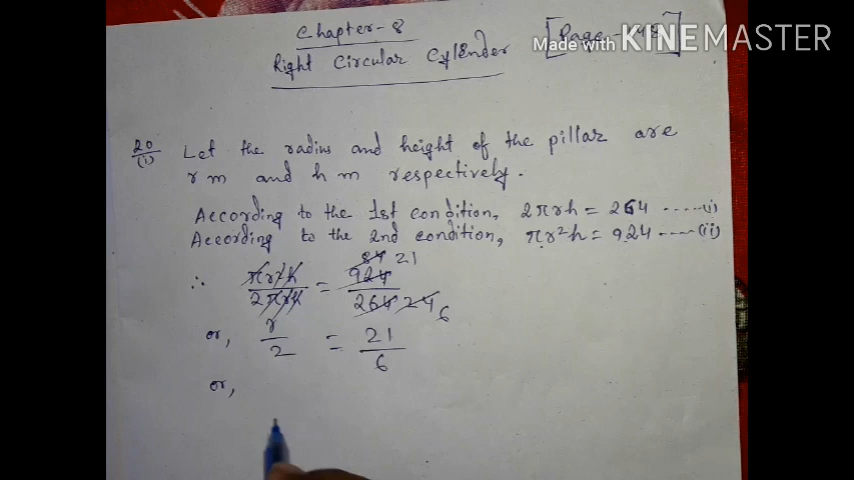 Chapter-8
Right Circular Cylinder
[Page
Made with KINEMASTER
20 (i) Let the radius and height of the pillar are
r m and h m respectively.
According to the 1st condition, 2πrh = 264 ·····(i)
According to the 2nd condition, πr²h = 924 ····(ii)
84 21
∴ πr²h/2πrh = 924/264 24 6
or, r/2 = 21/6
or,